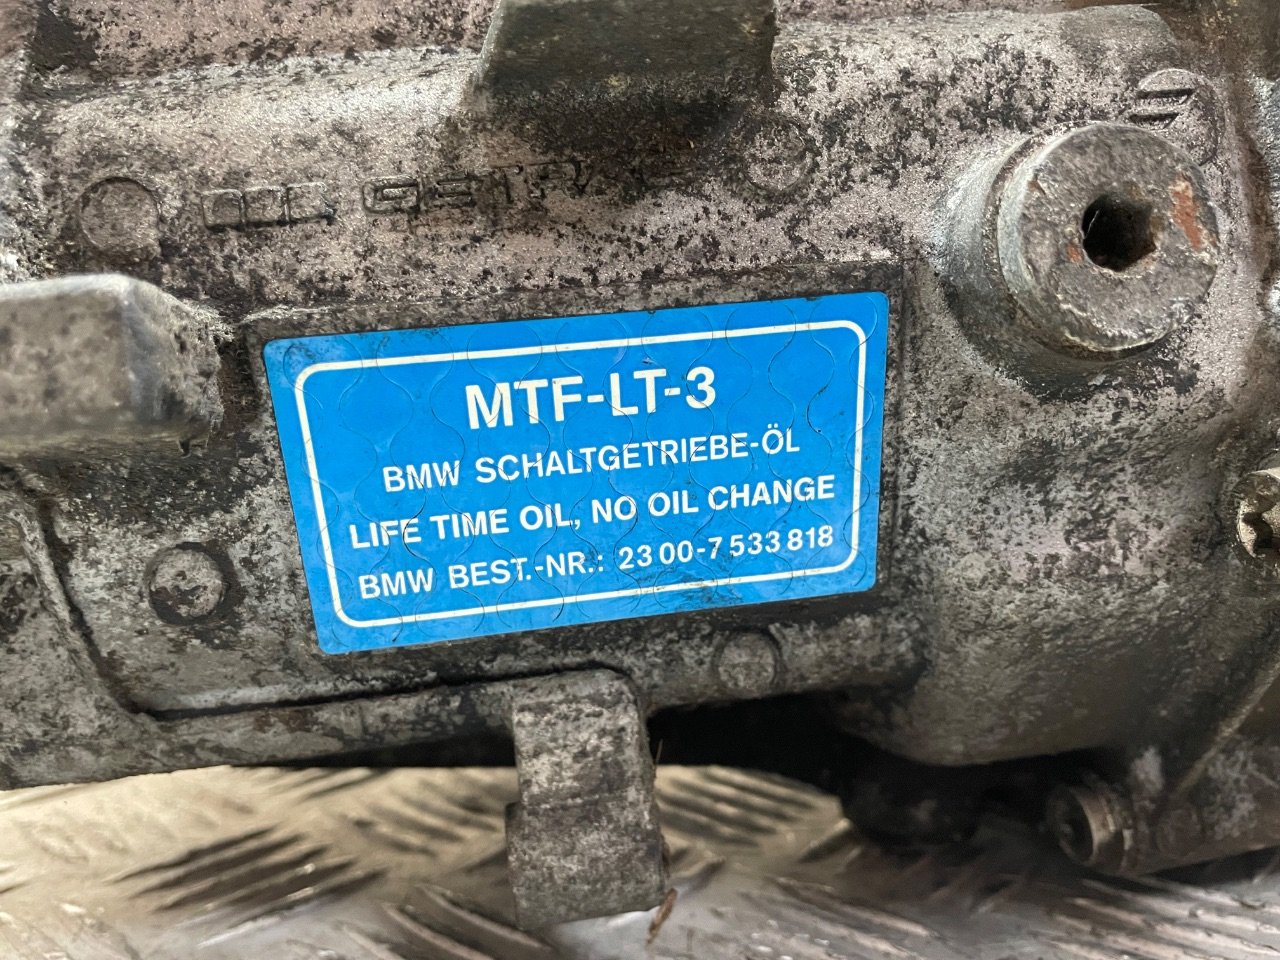 GETRAG
MTF-LT-3
BMW SCHALTGETRIEBE-ÖL
LIFE TIME OIL, NO OIL CHANGE
BMW BEST.-NR.: 23 00-7 533 818